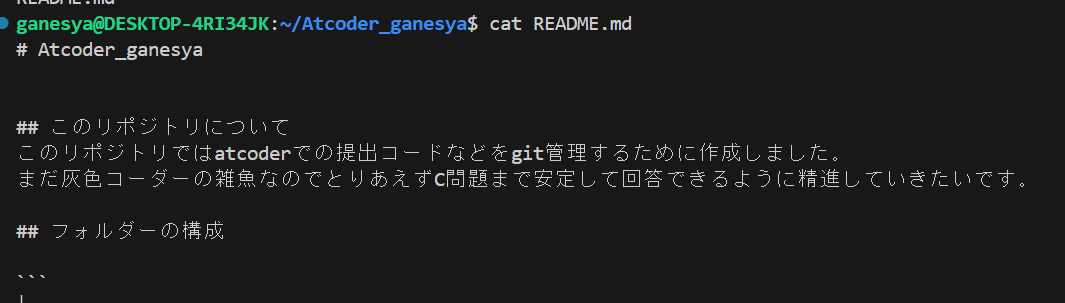 README.md
ganesya@DESKTOP-4RI34JK:~/Atcoder_ganesya$ cat README.md
# Atcoder_ganesya
## このリポジトリについて
このリポジトリではatcoderでの提出コードなどをgit管理するために作成しました。
まだ灰色コーダーの雑魚なのでとりあえずC問題まで安定して回答できるように精進していきたいです。
## フォルダーの構成
```